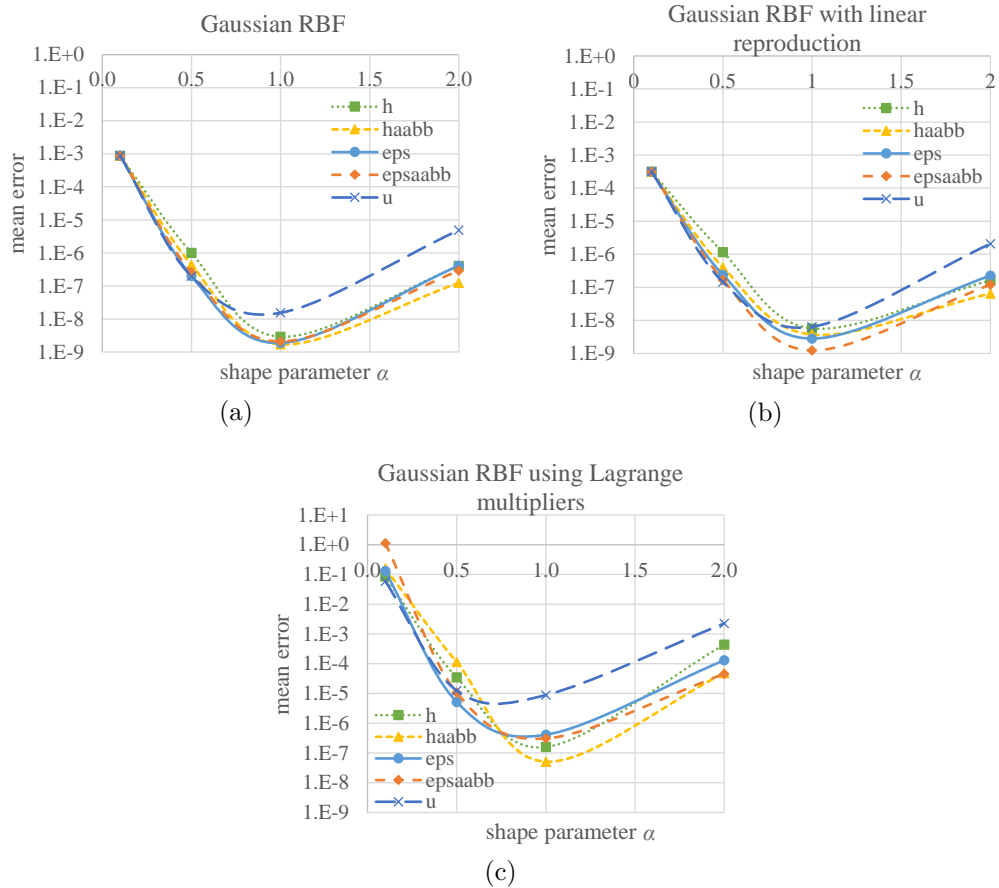 Gaussian RBF
1.E+0
0.0 0.5 1.0 1.5 2.0
1.E-1
1.E-2
1.E-3
1.E-4
1.E-5
1.E-6
1.E-7
1.E-8
1.E-9
mean error
h
haabb
eps
epsaabb
u
shape parameter α
(a)
Gaussian RBF with linear
reproduction
1.E+0
0 0.5 1 1.5 2
1.E-1
1.E-2
1.E-3
1.E-4
1.E-5
1.E-6
1.E-7
1.E-8
1.E-9
mean error
h
haabb
eps
epsaabb
u
shape parameter α
(b)
Gaussian RBF using Lagrange
multipliers
1.E+1
1.E+0
0.0 0.5 1.0 1.5 2.0
1.E-1
1.E-2
1.E-3
1.E-4
1.E-5
1.E-6
1.E-7
1.E-8
1.E-9
mean error
h
haabb
eps
epsaabb
u
shape parameter α
(c)